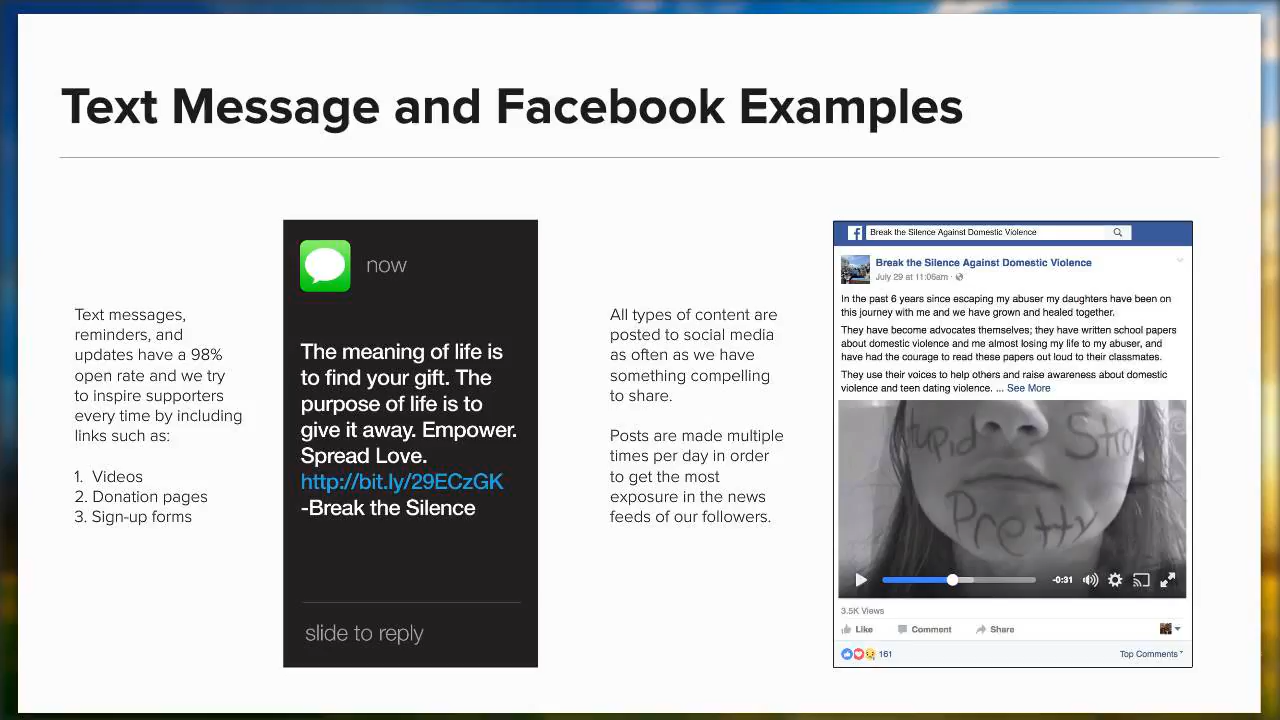 Text Message and Facebook Examples
Text messages,
reminders, and
updates have a 98%
open rate and we try
to inspire supporters
every time by including
links such as:
1. Videos
2. Donation pages
3. Sign-up forms
now
The meaning of life is
to find your gift. The
purpose of life is to
give it away. Empower.
Spread Love.
http://bit.ly/29ECzGK
-Break the Silence
slide to reply
All types of content are
posted to social media
as often as we have
something compelling
to share.
Posts are made multiple
times per day in order
to get the most
exposure in the news
feeds of our followers.
Break the Silence Against Domestic Violence
Break the Silence Against Domestic Violence
July 29 at 11:06am ·
In the past 6 years since escaping my abuser my daughters have been on
this journey with me and we have grown and healed together.
They have become advocates themselves; they have written school papers
about domestic violence and me almost losing my life to my abuser, and
have had the courage to read these papers out loud to their classmates.
They use their voices to help others and raise awareness about domestic
violence and teen dating violence. ... See More
tupid Stro
Pretty
-0:31
3.5K Views
Like Comment Share
161 Top Comments